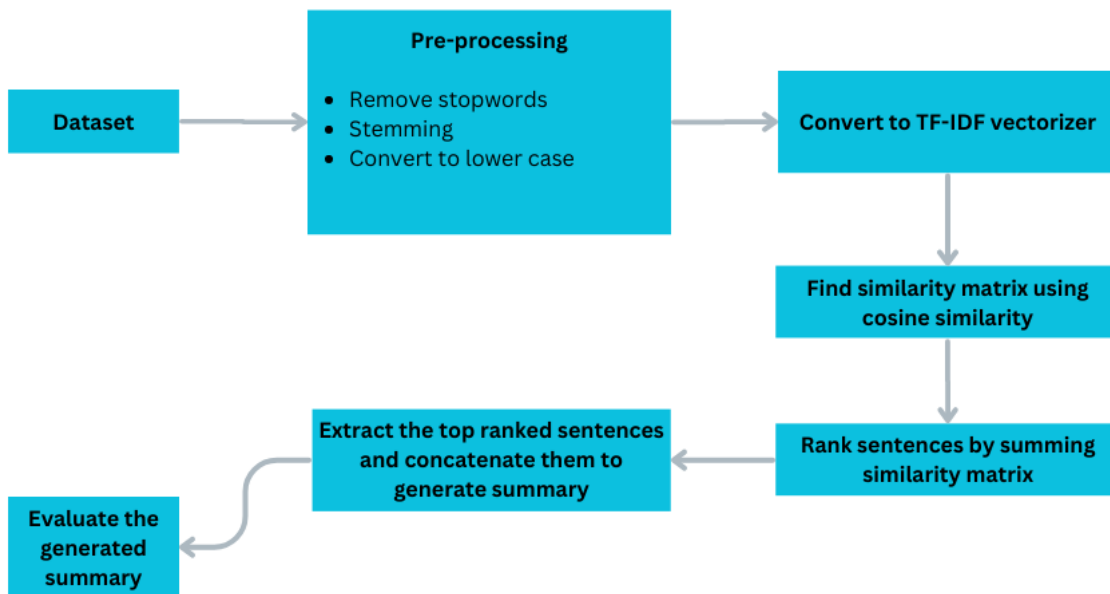 Dataset
Pre-processing
• Remove stopwords
• Stemming
• Convert to lower case
Convert to TF-IDF vectorizer
Find similarity matrix using
cosine similarity
Rank sentences by summing
similarity matrix
Extract the top ranked sentences
and concatenate them to
generate summary
Evaluate the
generated
summary